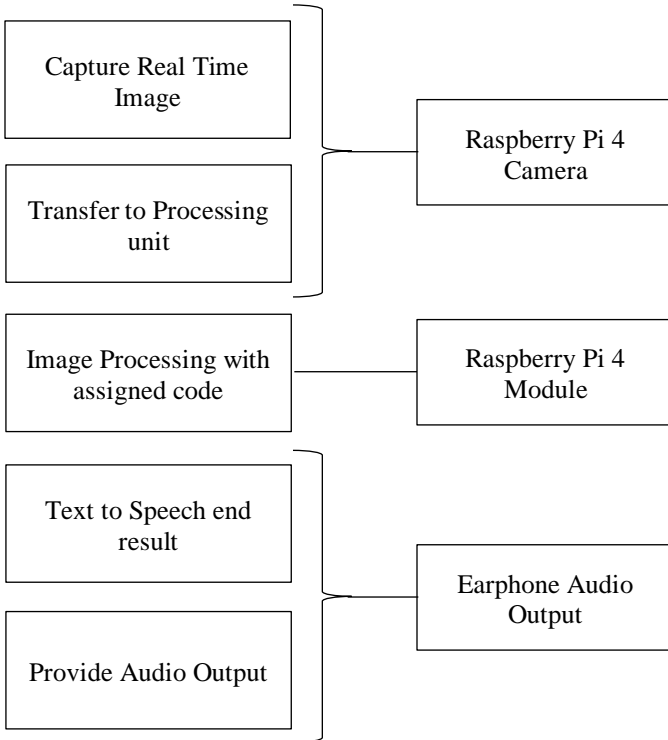 Capture Real Time
Image
Transfer to Processing
unit
Raspberry Pi 4
Camera
Image Processing with
assigned code
Raspberry Pi 4
Module
Text to Speech end
result
Provide Audio Output
Earphone Audio
Output